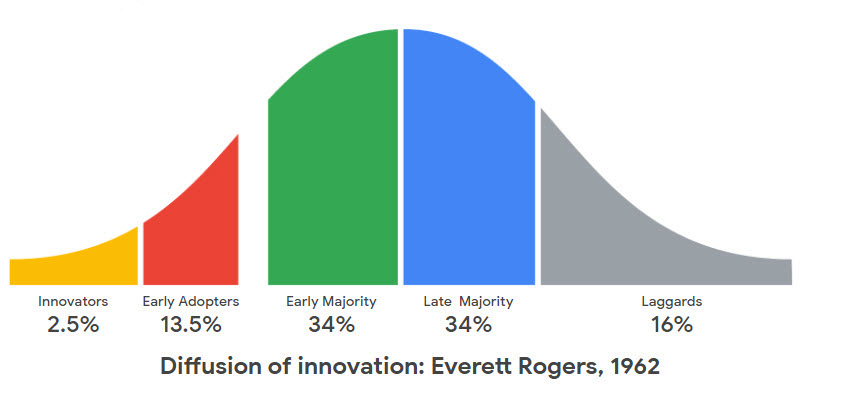 Innovators Early Adopters Early Majority Late Majority Laggards
2.5% 13.5% 34% 34% 16%
Diffusion of innovation: Everett Rogers, 1962